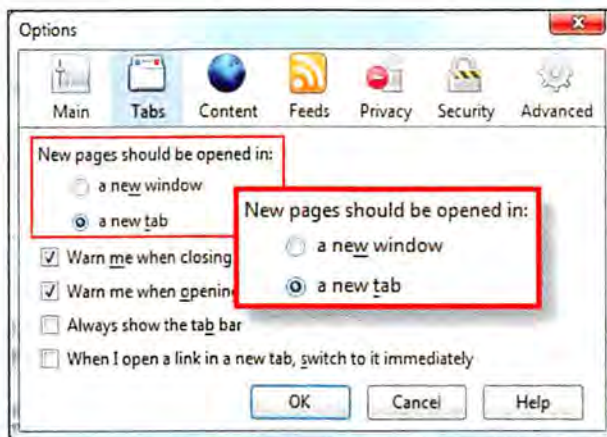 Options
Main Tabs Content Feeds Privacy Security Advanced
New pages should be opened in:
a new window
a new tab
New pages should be opened in:
a new window
a new tab
Warn me when closing
Warn me when
Always show the tab bar
When I open a link in a new tab, switch to it immediately
OK Cancel Help